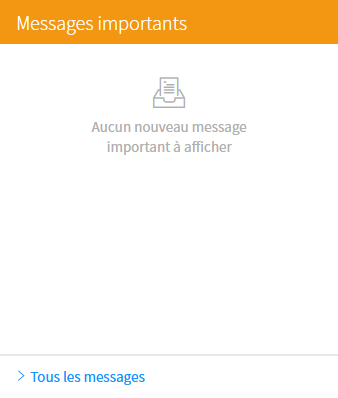 Messages importants
Aucun nouveau message
important à afficher
Tous les messages